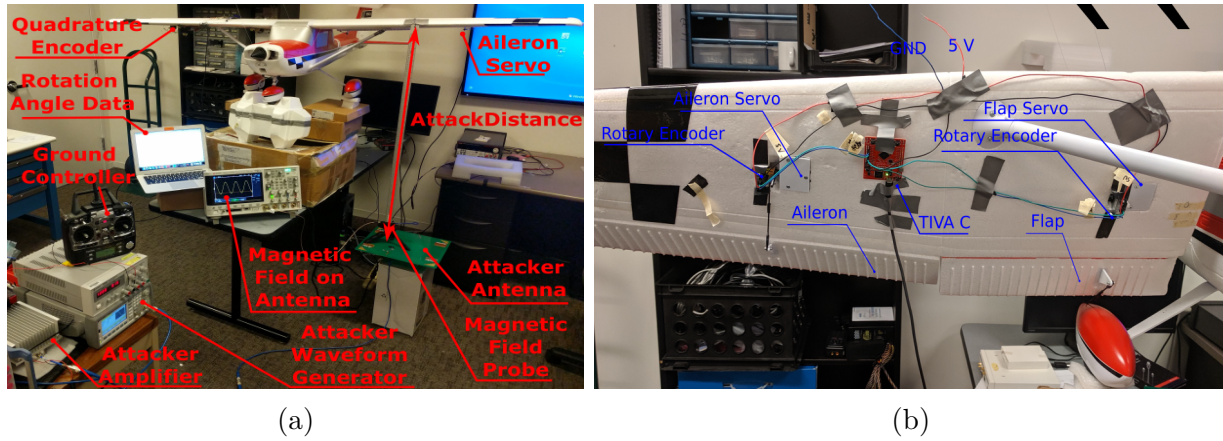 Quadrature
Encoder
Rotation
Angle Data
Ground
Controller
Aileron
Servo
AttackDistance
Magnetic
Field on
Antenna
Attacker
Antenna
Attacker
Amplifier
Attacker
Waveform
Generator
Magnetic
Field
Probe
(a)
GND
5 V
Aileron Servo
Rotary Encoder
Flap Servo
Rotary Encoder
Aileron
TIVA C
Flap
(b)